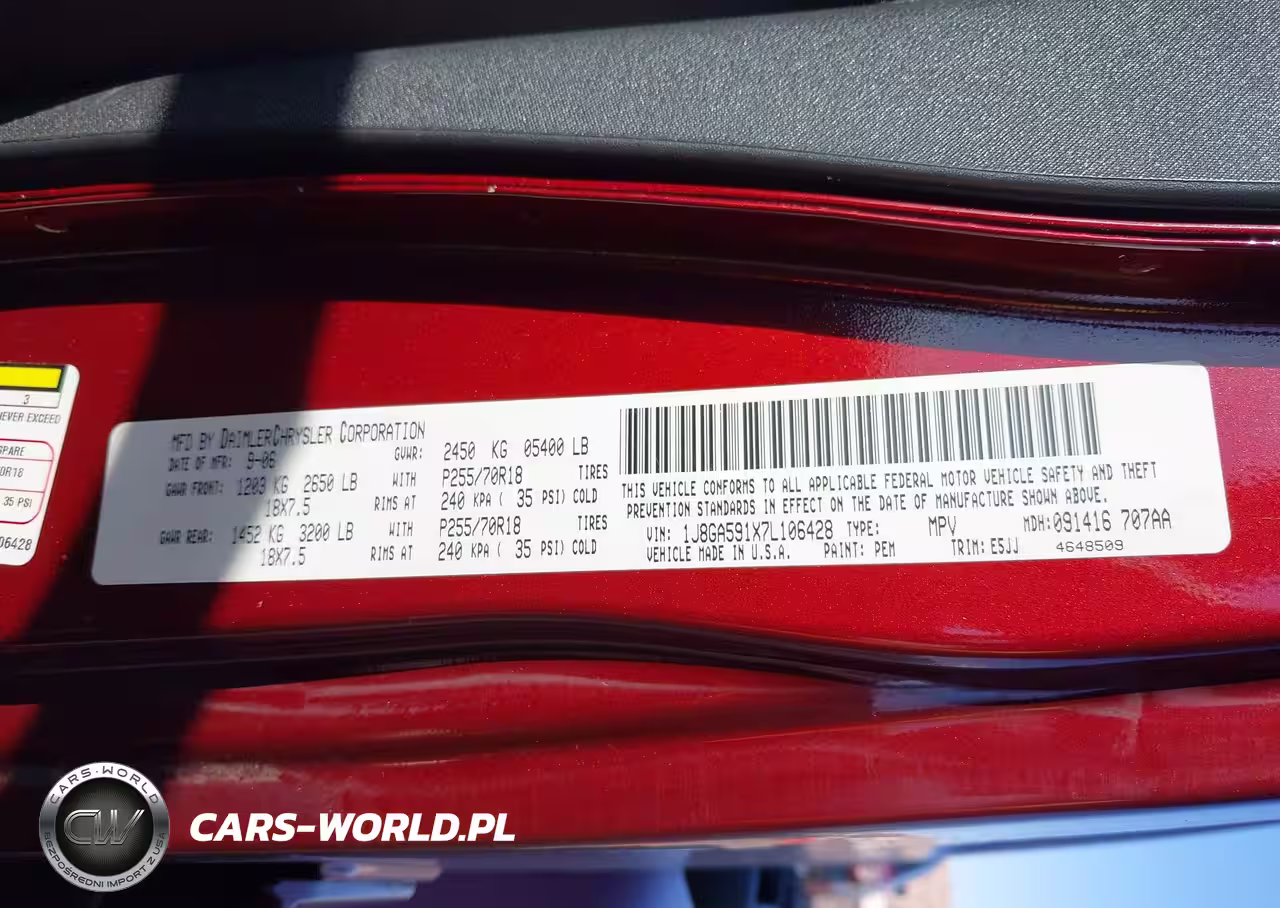 3
NEVER EXCEED
SPARE
35 PSI
06428
MFD BY DAIMLERCHRYSLER CORPORATION
DATE OF MFR: 9-06 GVWR: 2450 KG 05400 LB
GAWR FRONT: 1203 KG 2650 LB WITH P255/70R18 TIRES
18X7.5 RIMS AT 240 KPA ( 35 PSI) COLD
GAWR REAR: 1452 KG 3200 LB WITH P255/70R18 TIRES
18X7.5 RIMS AT 240 KPA ( 35 PSI) COLD
THIS VEHICLE CONFORMS TO ALL APPLICABLE FEDERAL MOTOR VEHICLE SAFETY AND THEFT
PREVENTION STANDARDS IN EFFECT ON THE DATE OF MANUFACTURE SHOWN ABOVE.
VIN: 1J8GA591X7L106428 TYPE: MPV MDH:091416 707AA
VEHICLE MADE IN U.S.A. PAINT: PEM TRIM: E5JJ 4648509
CARS-WORLD
CW
BEZPOŚREDNI IMPORT Z USA
CARS-WORLD.PL